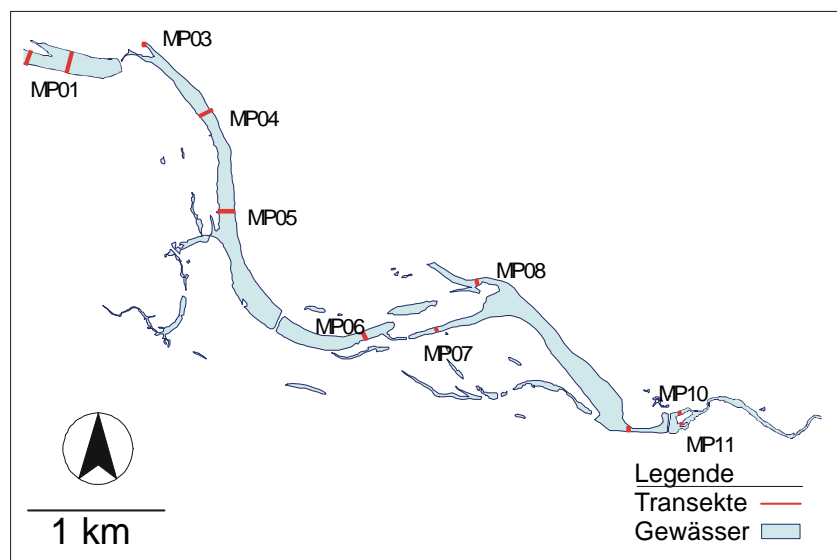 MP03
MP01
MP04
MP05
MP08
MP06
MP07
MP10
MP11
Legende
Transekte
Gewässer
1 km